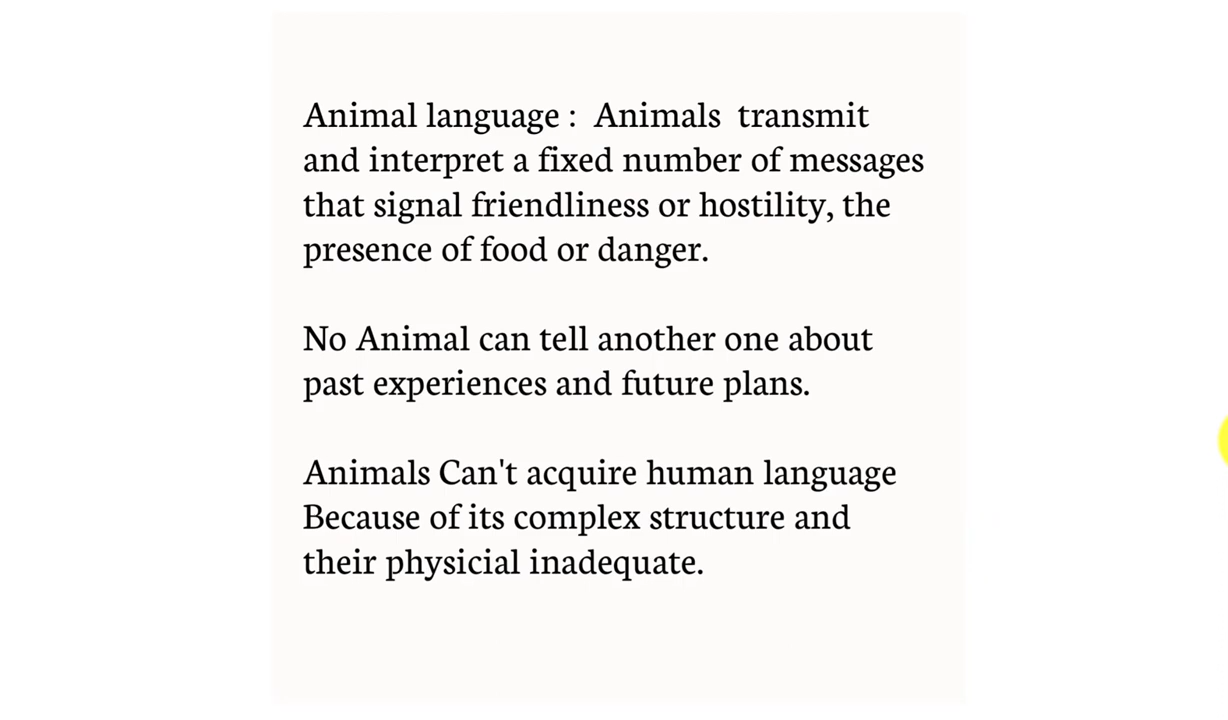 Animal language :  Animals  transmit
and interpret a fixed number of messages
that signal friendliness or hostility, the
presence of food or danger.
No Animal can tell another one about
past experiences and future plans.
Animals Can't acquire human language
Because of its complex structure and
their physicial inadequate.